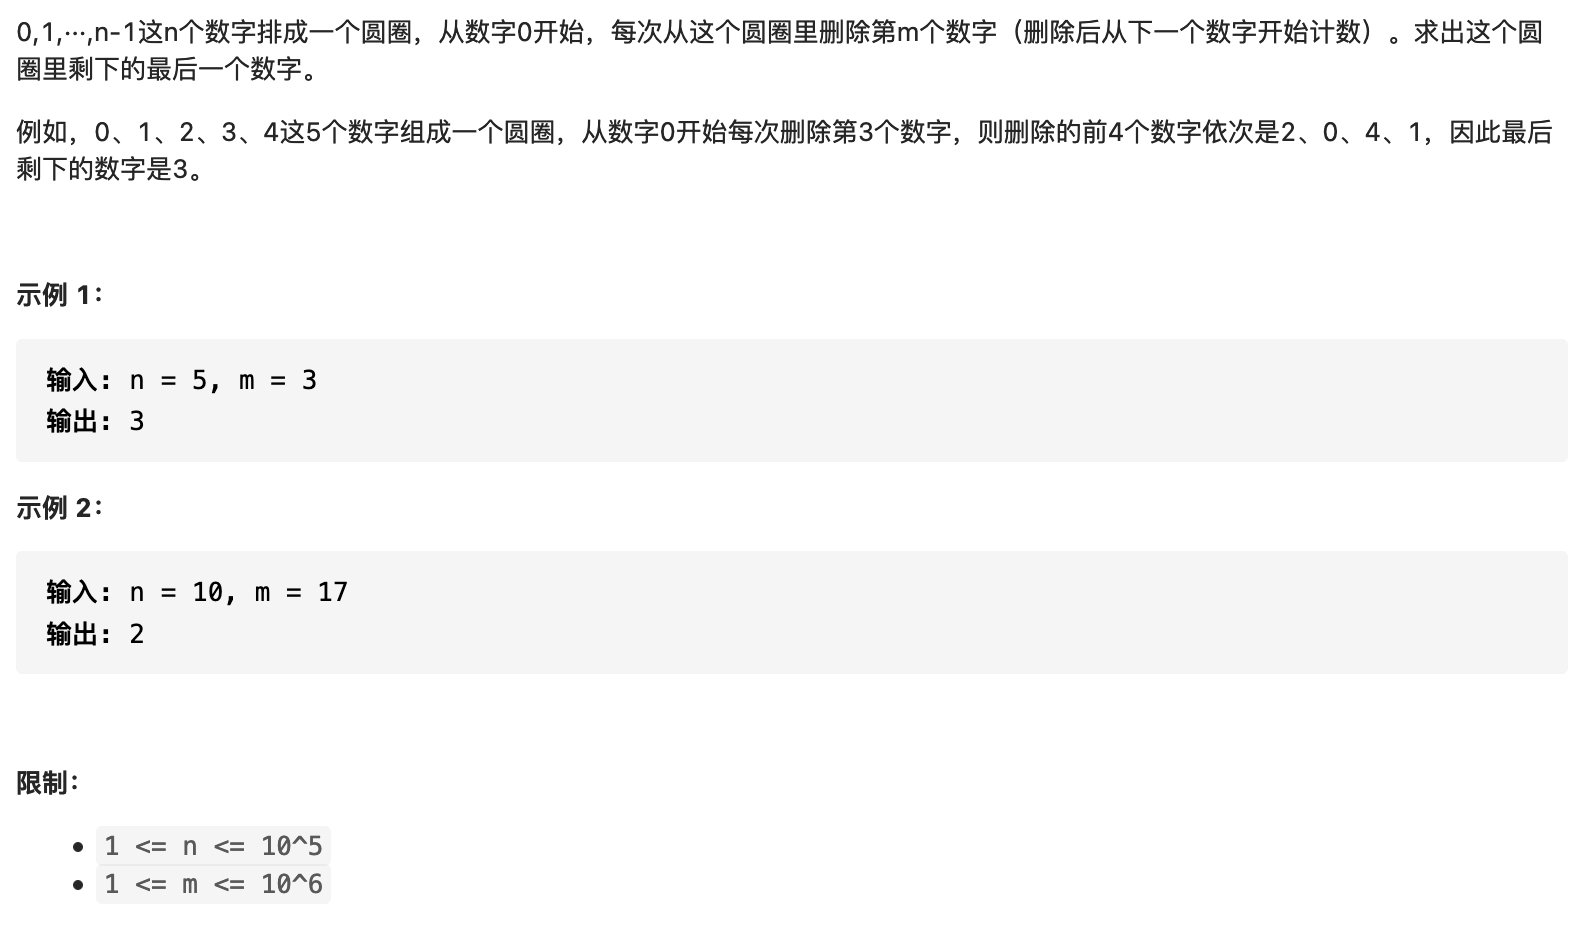 0,1,···,n-1这n个数字排成一个圆圈，从数字0开始，每次从这个圆圈里删除第m个数字（删除后从下一个数字开始计数）。求出这个圆
圈里剩下的最后一个数字。
例如，0、1、2、3、4这5个数字组成一个圆圈，从数字0开始每次删除第3个数字，则删除的前4个数字依次是2、0、4、1，因此最后
剩下的数字是3。
示例 1：
输入: n = 5, m = 3
输出: 3
示例 2：
输入: n = 10, m = 17
输出: 2
限制：
• 1 <= n <= 10^5
• 1 <= m <= 10^6